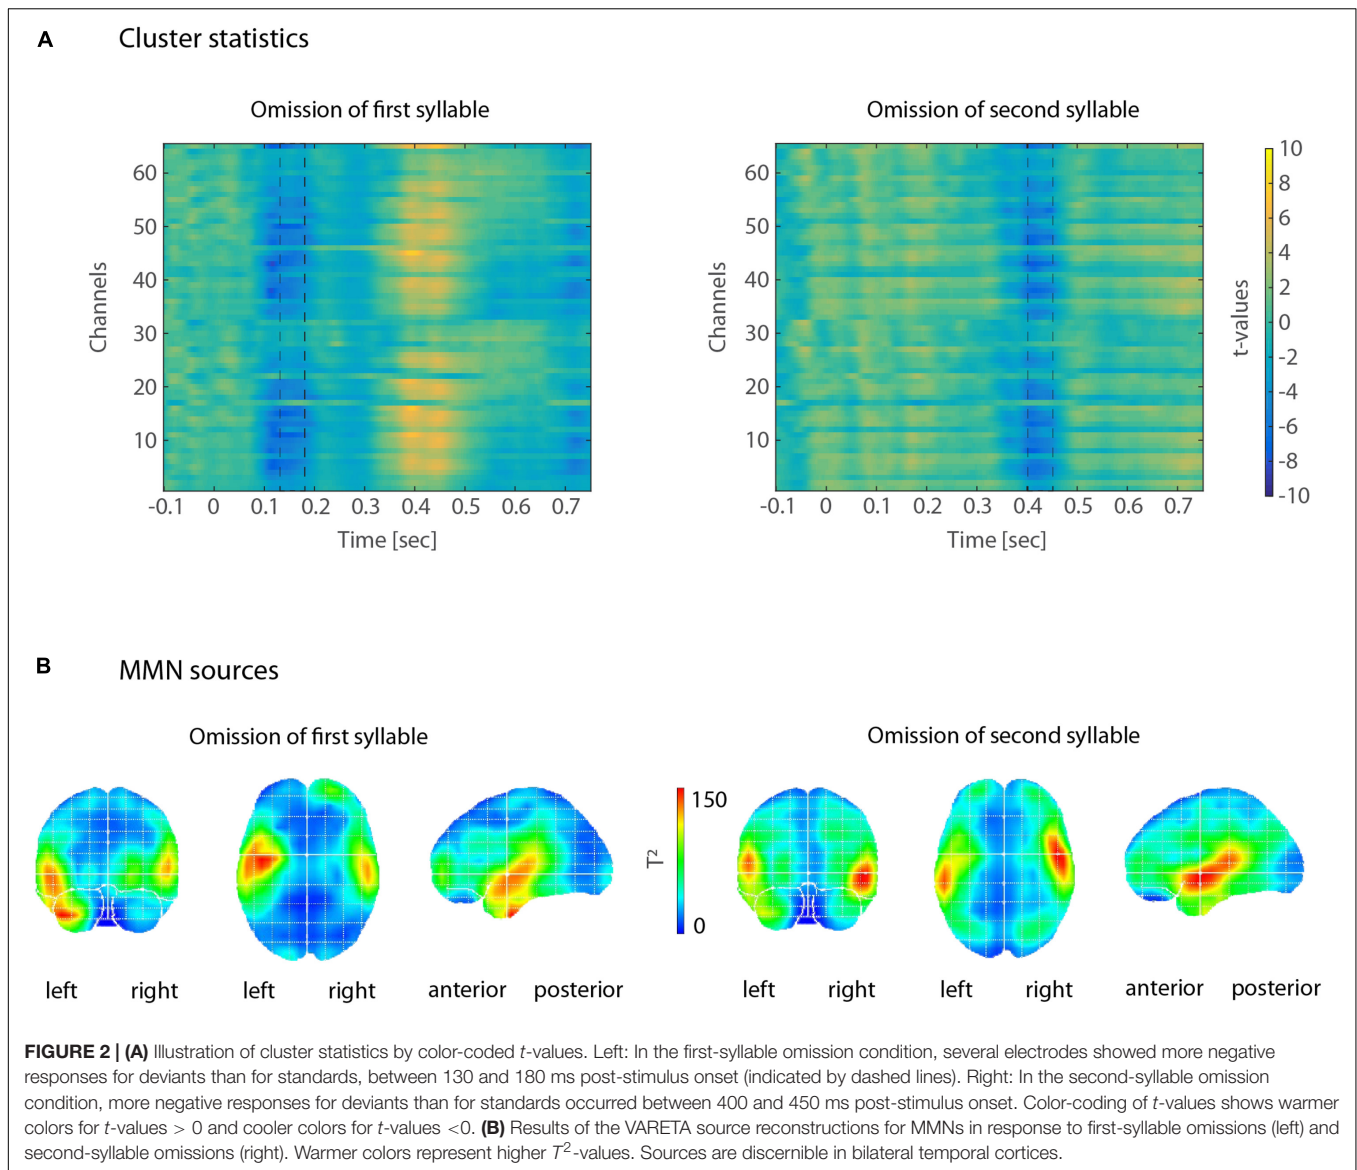 A Cluster statistics
Omission of first syllable
Omission of second syllable
Channels
60
50
40
30
20
10
-0.1 0 0.1 0.2 0.3 0.4 0.5 0.6 0.7
Time [sec]
Channels
60
50
40
30
20
10
-0.1 0 0.1 0.2 0.3 0.4 0.5 0.6 0.7
Time [sec]
10
8
6
4
2
0
-2
-4
-6
-8
-10
t-values
B MMN sources
Omission of first syllable
Omission of second syllable
150
T²
0
left right left right anterior posterior
left right left right anterior posterior
FIGURE 2 | (A) Illustration of cluster statistics by color-coded t-values. Left: In the first-syllable omission condition, several electrodes showed more negative
responses for deviants than for standards, between 130 and 180 ms post-stimulus onset (indicated by dashed lines). Right: In the second-syllable omission
condition, more negative responses for deviants than for standards occurred between 400 and 450 ms post-stimulus onset. Color-coding of t-values shows warmer
colors for t-values > 0 and cooler colors for t-values <0. (B) Results of the VARETA source reconstructions for MMNs in response to first-syllable omissions (left) and
second-syllable omissions (right). Warmer colors represent higher T²-values. Sources are discernible in bilateral temporal cortices.